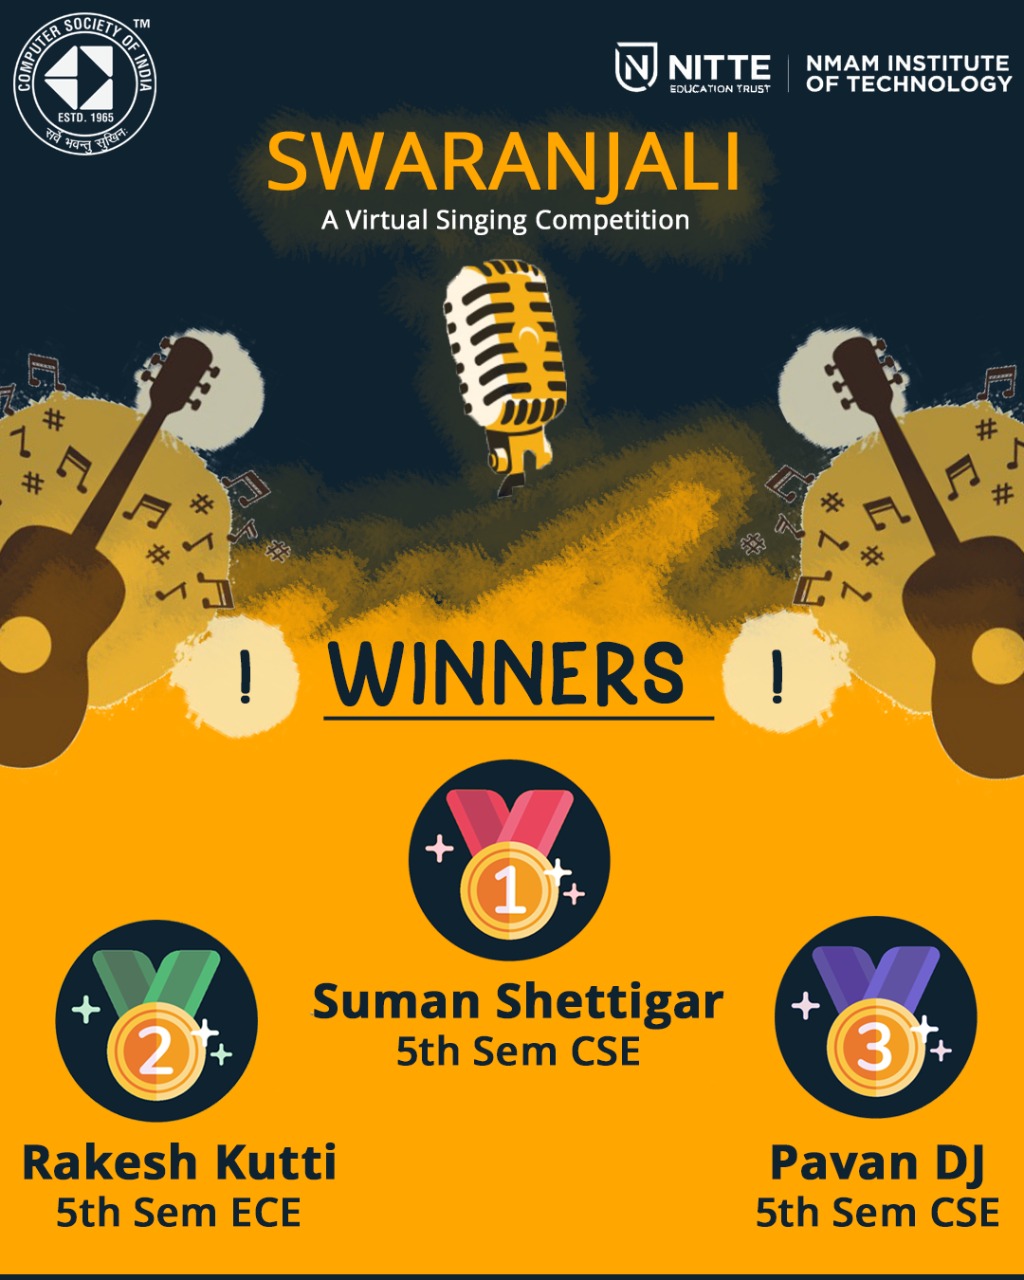 COMPUTER SOCIETY OF INDIA
TM
ESTD. 1965
सर्वे भवन्तु सुखिनः
N NITTE
EDUCATION TRUST
NMAM INSTITUTE
OF TECHNOLOGY
SWARANJALI
A Virtual Singing Competition
! WINNERS !
1
Suman Shettigar
5th Sem CSE
2
Rakesh Kutti
5th Sem ECE
3
Pavan DJ
5th Sem CSE